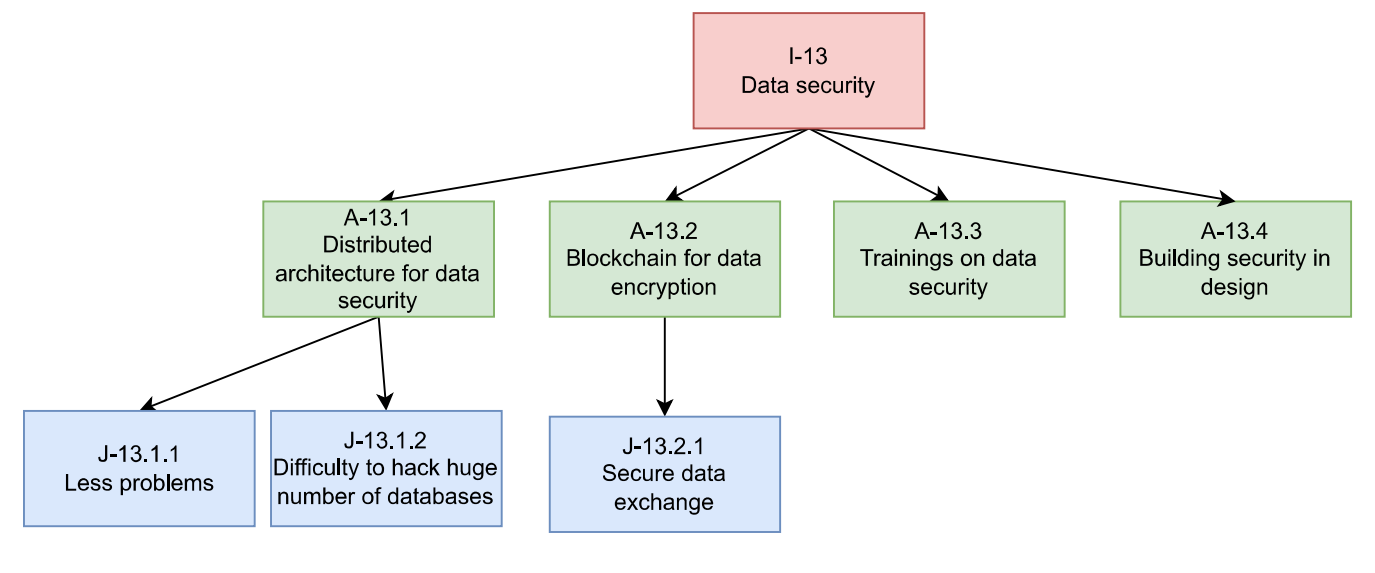 I-13
Data security
A-13.1
Distributed
architecture for data
security
A-13.2
Blockchain for data
encryption
A-13.3
Trainings on data
security
A-13.4
Building security in
design
J-13.1.1
Less problems
J-13.1.2
Difficulty to hack huge
number of databases
J-13.2.1
Secure data
exchange